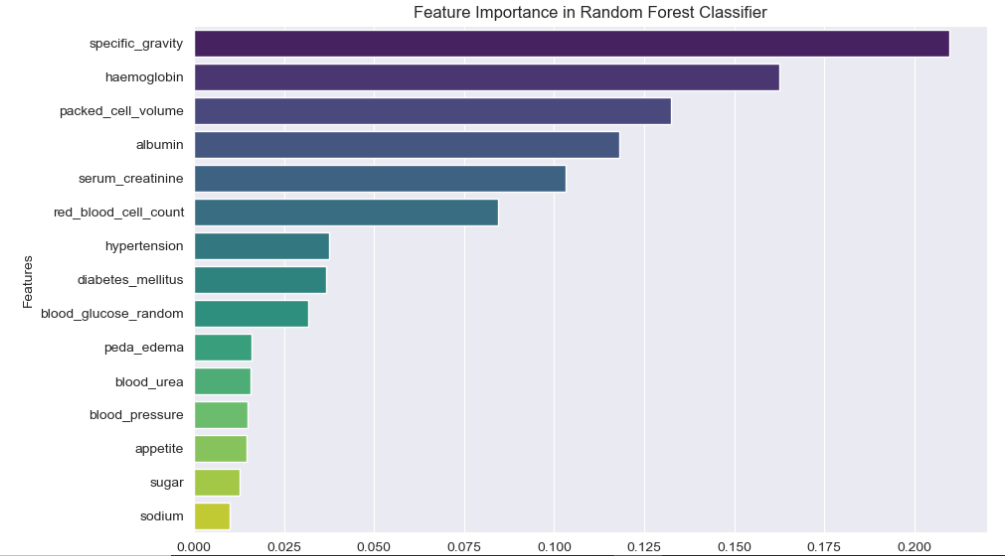 Feature Importance in Random Forest Classifier
Features
specific_gravity
haemoglobin
packed_cell_volume
albumin
serum_creatinine
red_blood_cell_count
hypertension
diabetes_mellitus
blood_glucose_random
peda_edema
blood_urea
blood_pressure
appetite
sugar
sodium
0.000 0.025 0.050 0.075 0.100 0.125 0.150 0.175 0.200